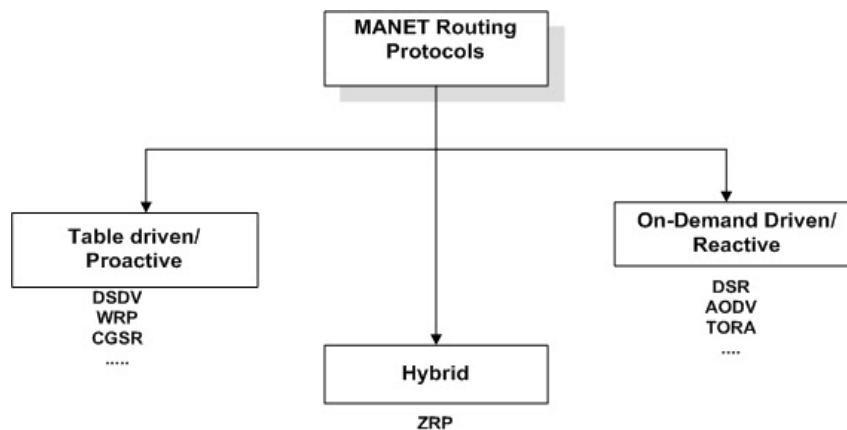 MANET Routing
Protocols
Table driven/
Proactive
DSDV
WRP
CGSR
.....
Hybrid
ZRP
On-Demand Driven/
Reactive
DSR
AODV
TORA
....